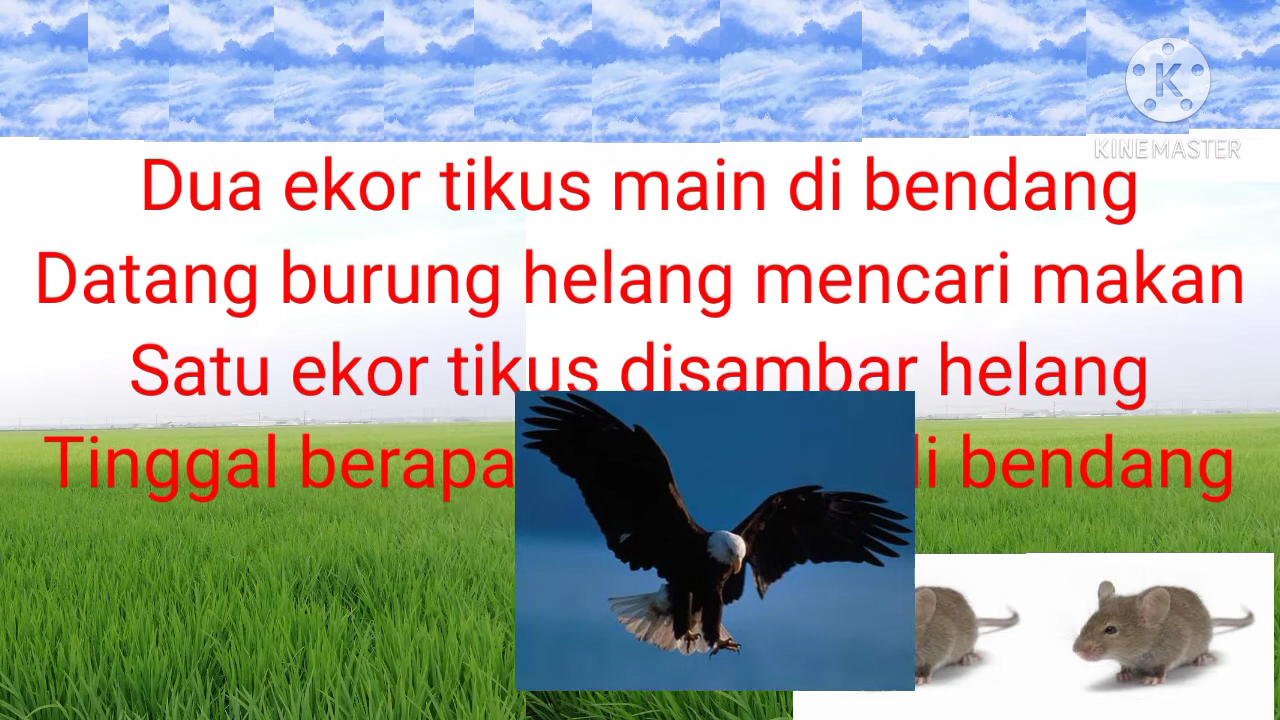 KINEMASTER
Dua ekor tikus main di bendang
Datang burung helang mencari makan
Satu ekor tikus disambar helang
Tinggal berapa di bendang